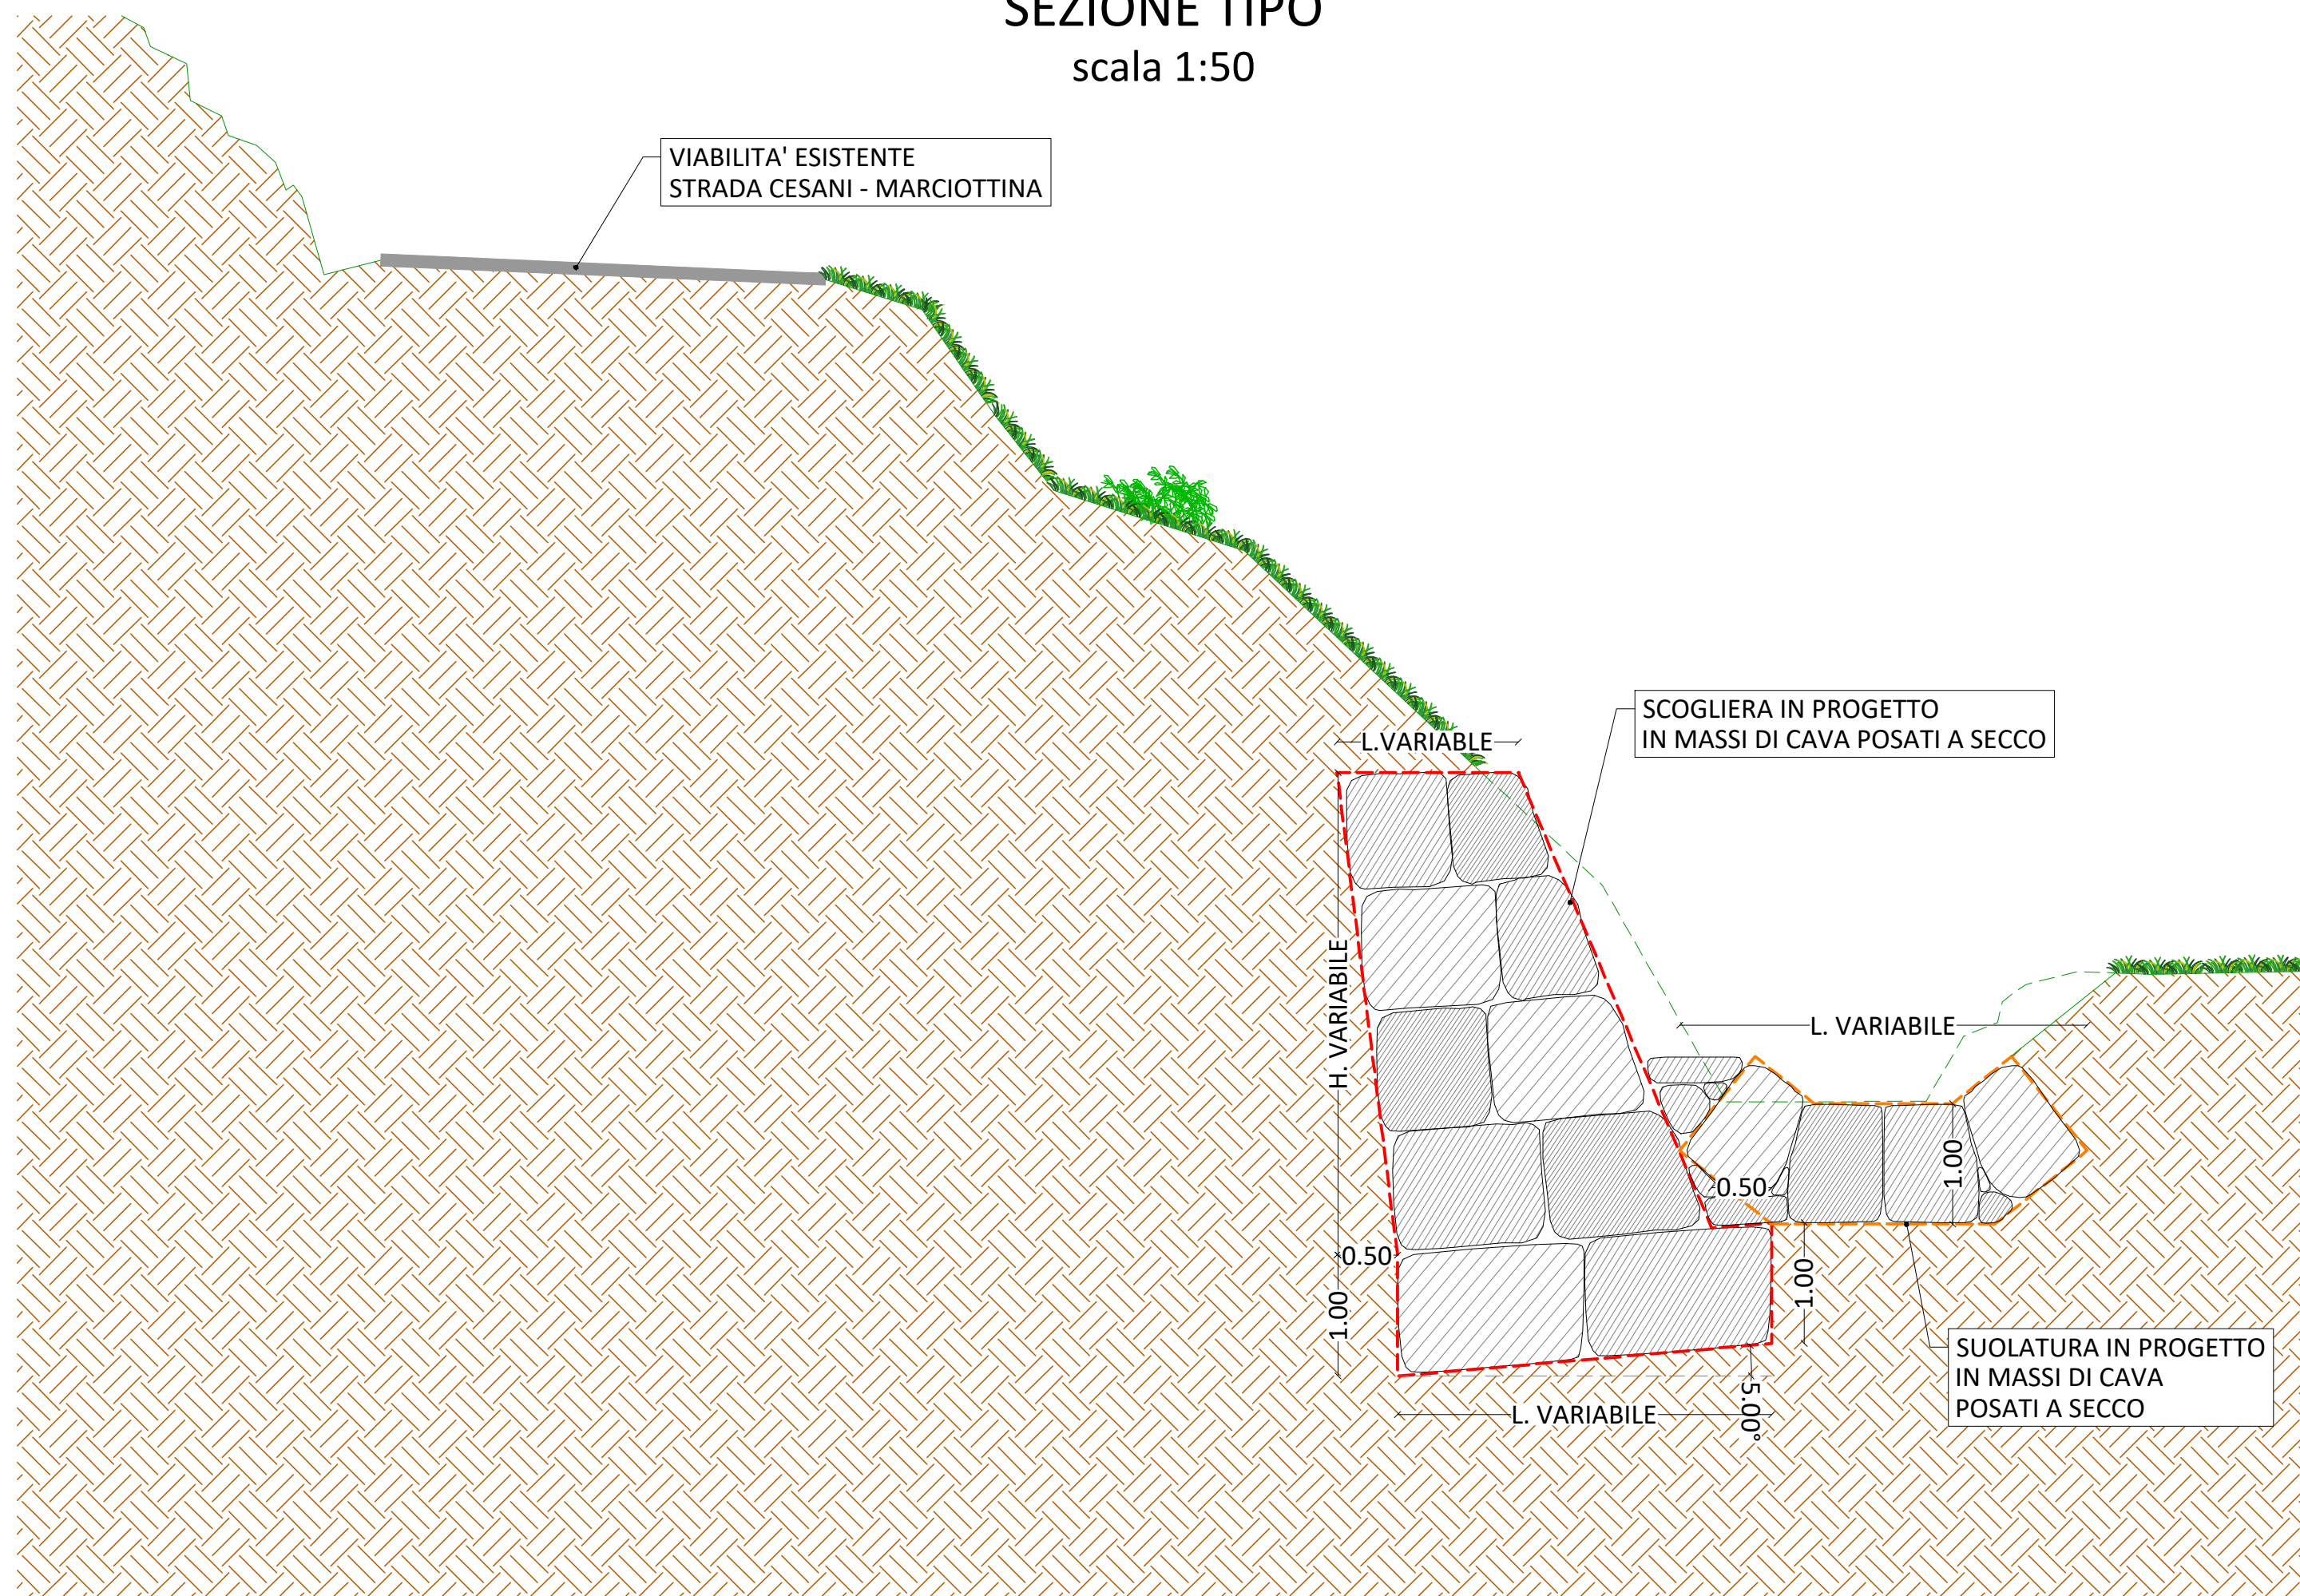 SEZIONE TIPO
scala 1:50
VIABILITA' ESISTENTE
STRADA CESANI - MARCIOTTINA
SCOGLIERA IN PROGETTO
IN MASSI DI CAVA POSATI A SECCO
L.VARIABLE
H. VARIABILE
L. VARIABILE
1.00
0.50
0.50
1.00
1.00
L. VARIABILE
5.00°
SUOLATURA IN PROGETTO
IN MASSI DI CAVA
POSATI A SECCO